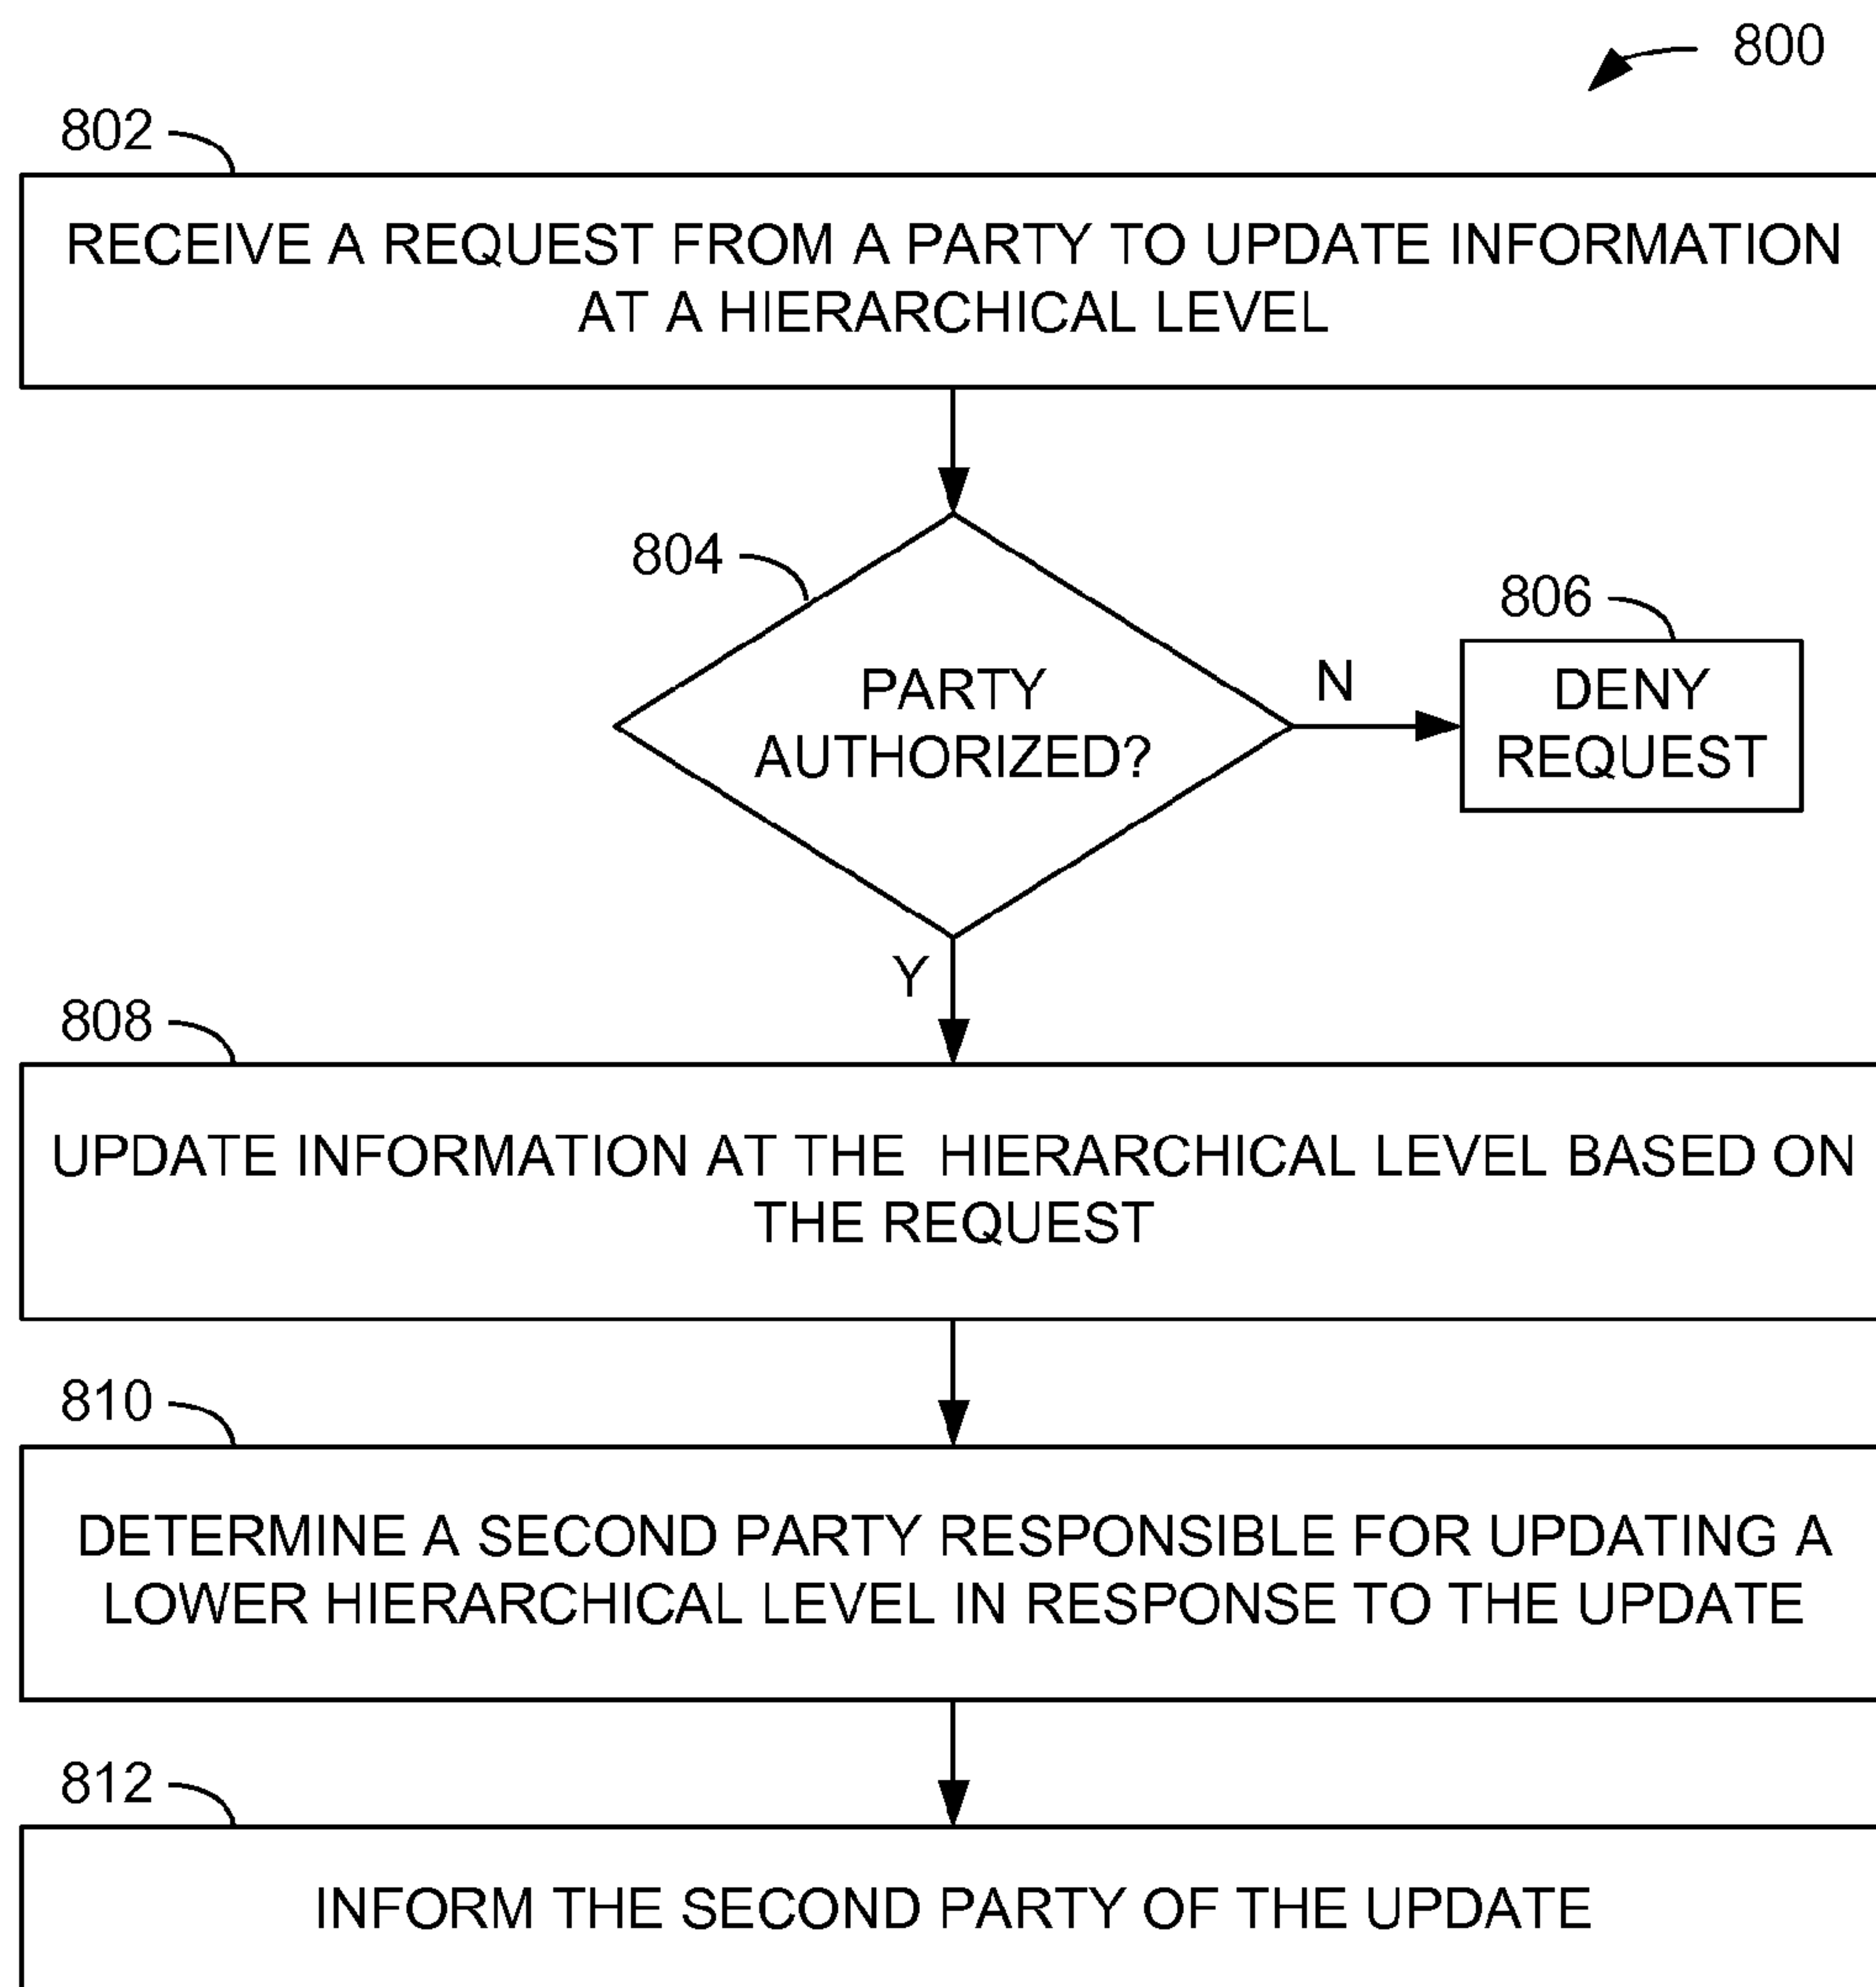 800
802
RECEIVE A REQUEST FROM A PARTY TO UPDATE INFORMATION
AT A HIERARCHICAL LEVEL
804
PARTY
AUTHORIZED?
N
806
DENY
REQUEST
Y
808
UPDATE INFORMATION AT THE HIERARCHICAL LEVEL BASED ON
THE REQUEST
810
DETERMINE A SECOND PARTY RESPONSIBLE FOR UPDATING A
LOWER HIERARCHICAL LEVEL IN RESPONSE TO THE UPDATE
812
INFORM THE SECOND PARTY OF THE UPDATE